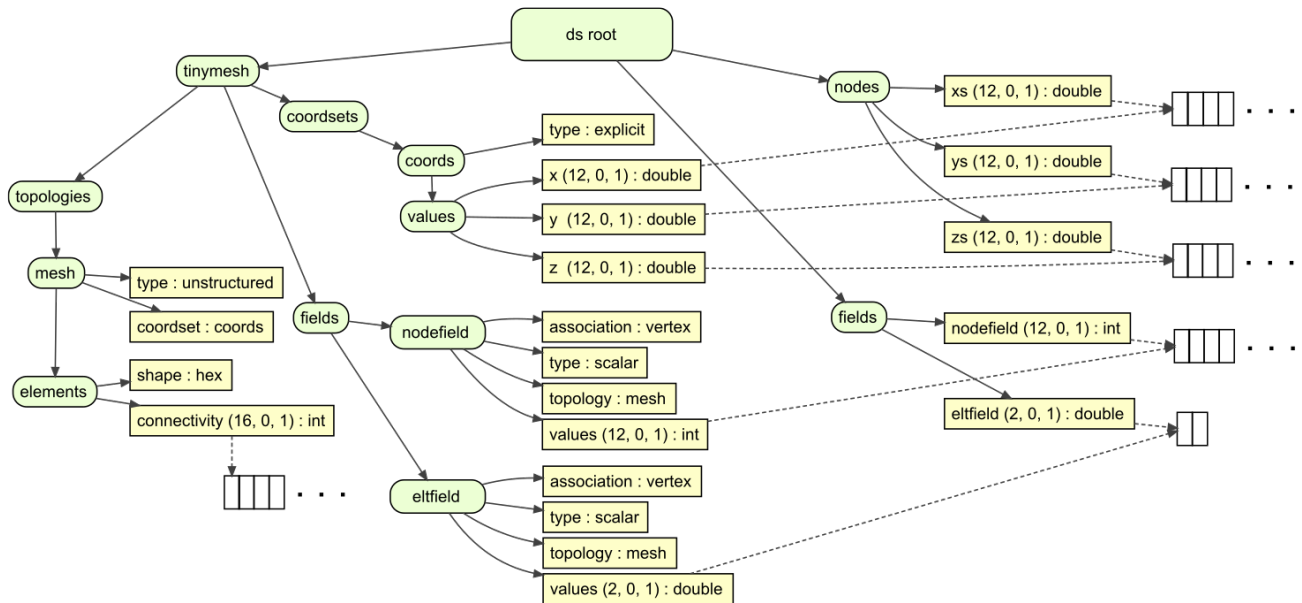 ds root
tinymesh
nodes
xs (12, 0, 1) : double
coordsets
type : explicit
coords
ys (12, 0, 1) : double
x (12, 0, 1) : double
topologies
values
y  (12, 0, 1) : double
zs (12, 0, 1) : double
z  (12, 0, 1) : double
mesh
type : unstructured
coordset : coords
fields
nodefield
association : vertex
fields
nodefield (12, 0, 1) : int
type : scalar
shape : hex
elements
topology : mesh
connectivity (16, 0, 1) : int
values (12, 0, 1) : int
eltfield (2, 0, 1) : double
association : vertex
eltfield
type : scalar
topology : mesh
values (2, 0, 1) : double